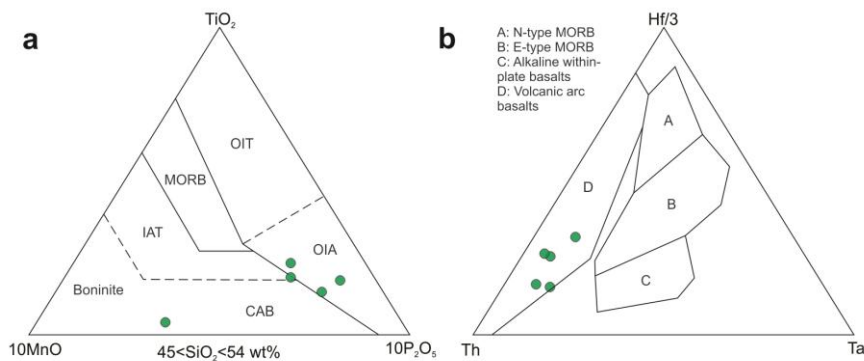 a
TiO₂
OIT
MORB
IAT
OIA
Boninite
CAB
10MnO
45<SiO₂<54 wt%
10P₂O₅
b
Hf/3
A: N-type MORB
B: E-type MORB
C: Alkaline within-
plate basalts
D: Volcanic arc
basalts
A
D
B
C
Th
Ta